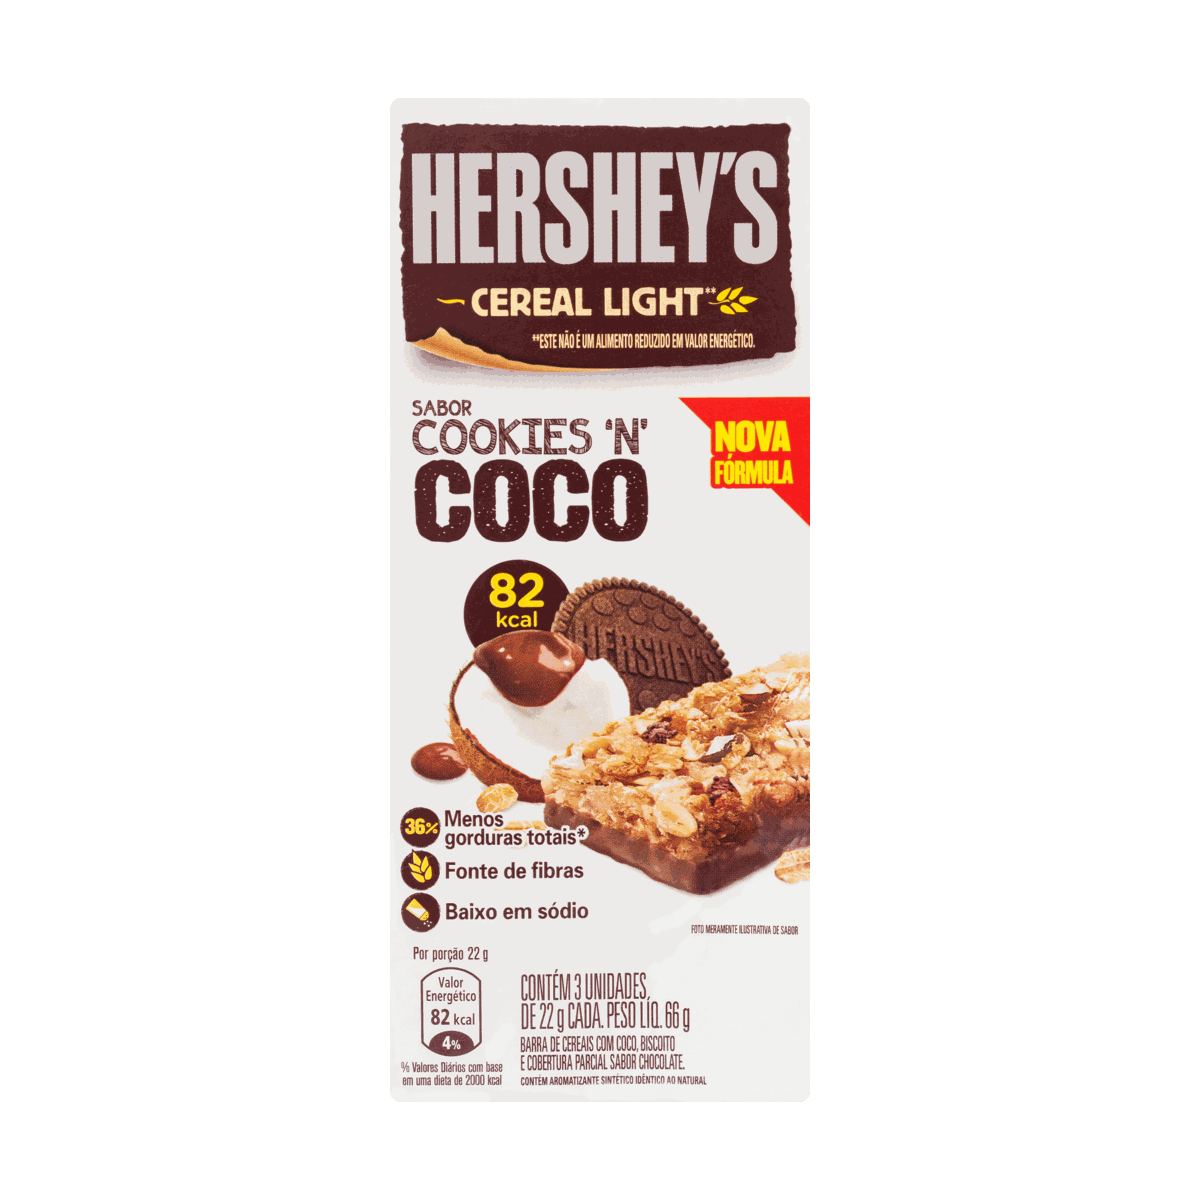 HERSHEY'S
CEREAL LIGHT**
**ESTE NÃO É UM ALIMENTO REDUZIDO EM VALOR ENERGÉTICO.
SABOR
COOKIES 'N'
COCO
NOVA
FÓRMULA
82
kcal
HERSHEY'S
36%
Menos
gorduras totais*
Fonte de fibras
Baixo em sódio
FOTO MERAMENTE ILUSTRATIVA DE SABOR
Por porção 22 g
Valor
Energético
82 kcal
4%
% Valores Diários com base
em uma dieta de 2000 kcal
CONTÉM 3 UNIDADES,
DE 22 g CADA. PESO LÍQ. 66 g
BARRA DE CEREAIS COM COCO, BISCOITO
E COBERTURA PARCIAL SABOR CHOCOLATE.
CONTÉM AROMATIZANTE SINTÉTICO IDÊNTICO AO NATURAL